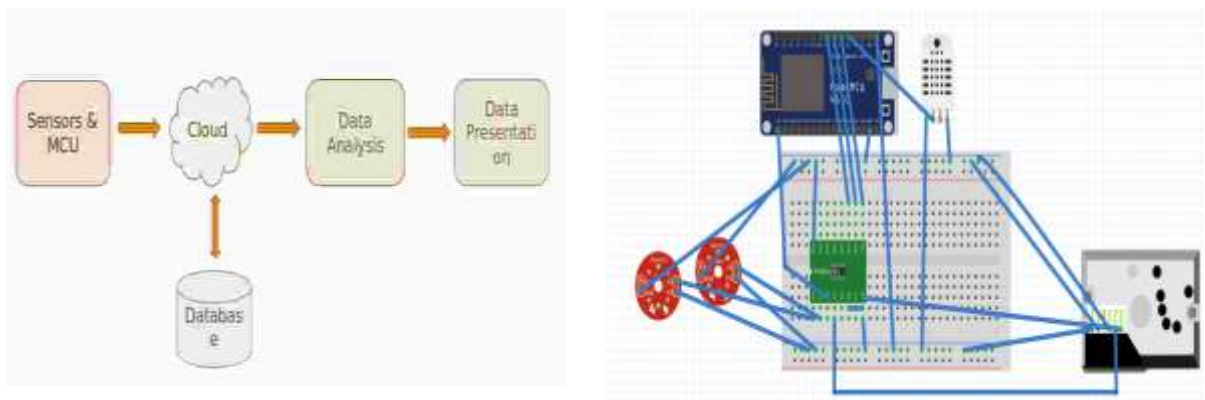 Sensors &
MCU
Cloud
Data
Analysis
Data
Presentati
on
Databas
e